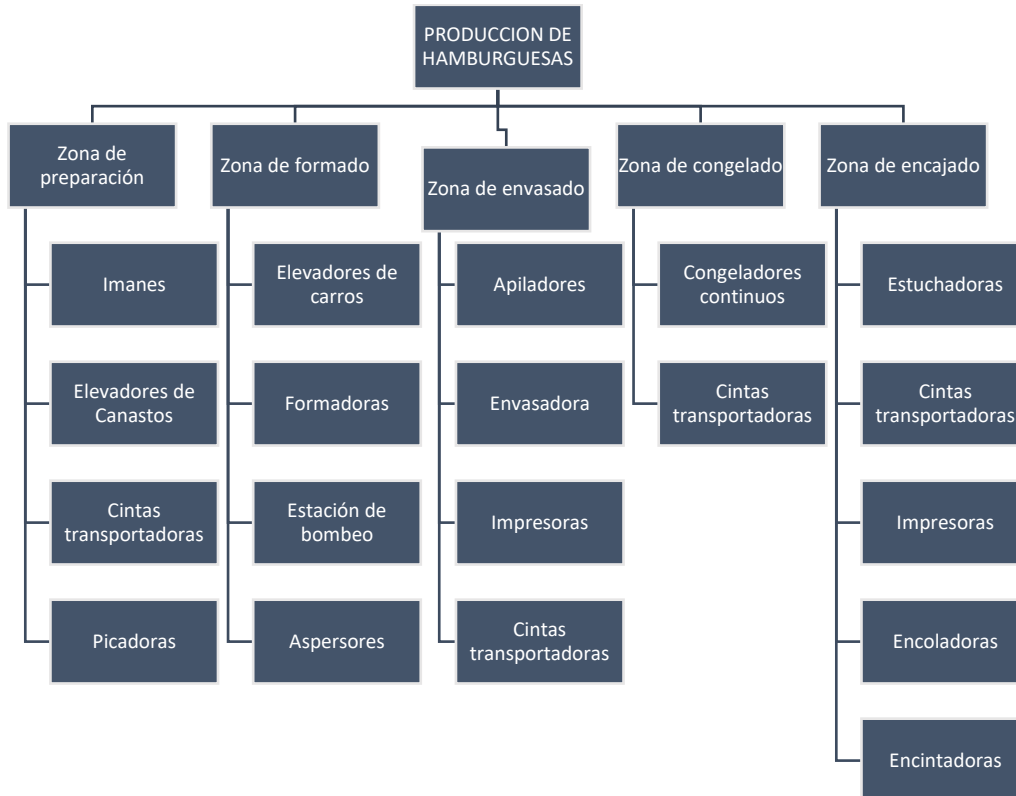 PRODUCCION DE
HAMBURGUESAS
Zona de
preparación
Imanes
Elevadores de
Canastos
Cintas
transportadoras
Picadoras
Zona de formado
Elevadores de
carros
Formadoras
Estación de
bombeo
Aspersores
Zona de envasado
Apiladores
Envasadora
Impresoras
Cintas
transportadoras
Zona de congelado
Congeladores
continuos
Cintas
transportadoras
Zona de encajado
Estuchadoras
Cintas
transportadoras
Impresoras
Encoladoras
Encintadoras